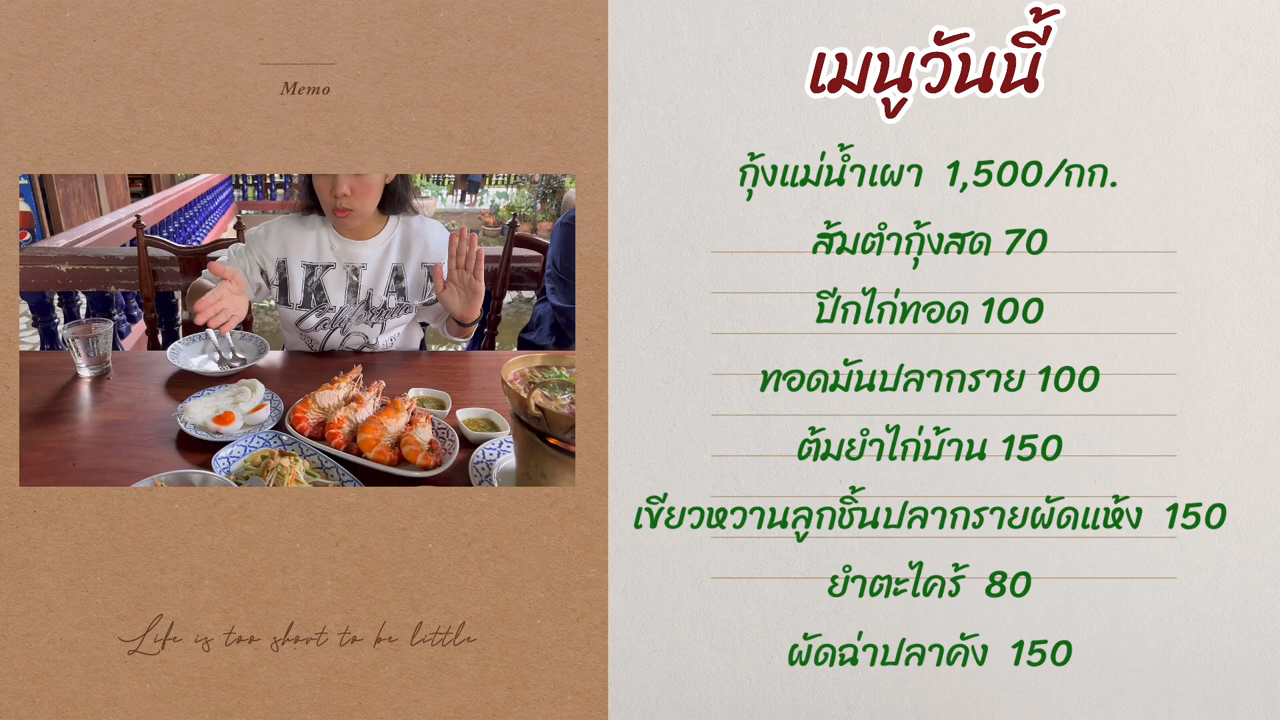 Memo
AKLAD
California
Life is too short to be little
เมนูวันนี้
กุ้งแม่น้ำเผา 1,500/กก.
ส้มตำกุ้งสด 70
ปีกไก่ทอด 100
ทอดมันปลากราย 100
ต้มยำไก่บ้าน 150
เขียวหวานลูกชิ้นปลากรายผัดแห้ง 150
ยำตะไคร้ 80
ผัดฉ่าปลาคัง 150